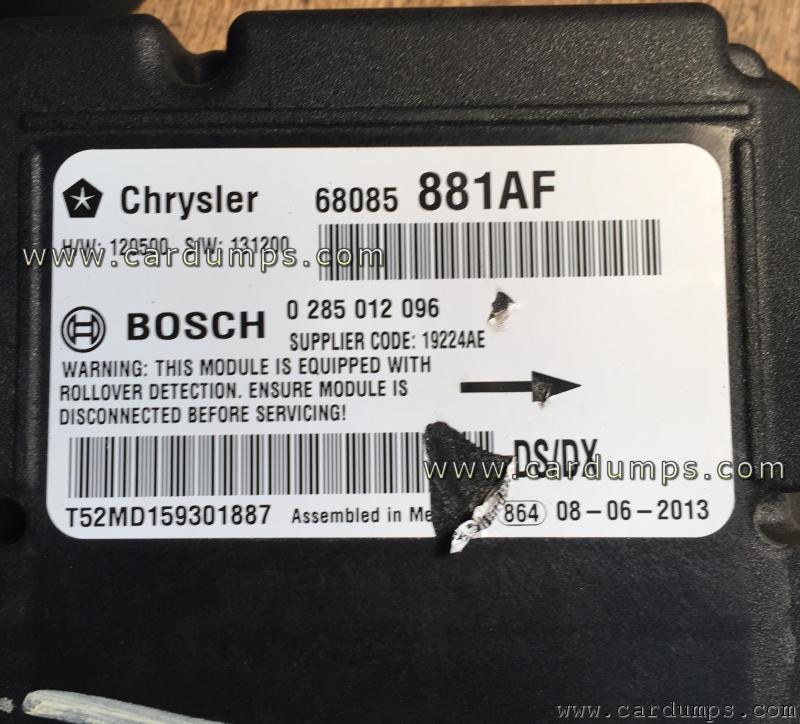 Chrysler 68085 881AF
H/W: 120500 S/W: 131200
www.cardumps.com
BOSCH 0 285 012 096
SUPPLIER CODE: 19224AE
WARNING: THIS MODULE IS EQUIPPED WITH
ROLLOVER DETECTION. ENSURE MODULE IS
DISCONNECTED BEFORE SERVICING!
DS/DX
www.cardumps.com
T52MD159301887 Assembled in Me 864 08-06-2013
www.cardumps.com